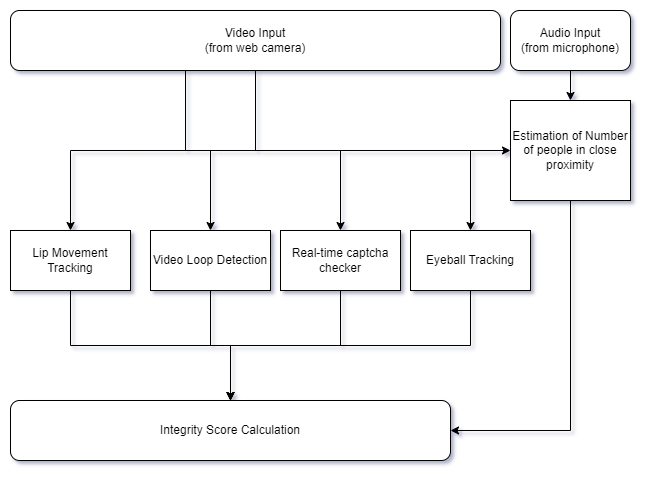 Video Input
(from web camera)
Audio Input
(from microphone)
Estimation of Number
of people in close
proximity
Lip Movement
Tracking
Video Loop Detection
Real-time captcha
checker
Eyeball Tracking
Integrity Score Calculation